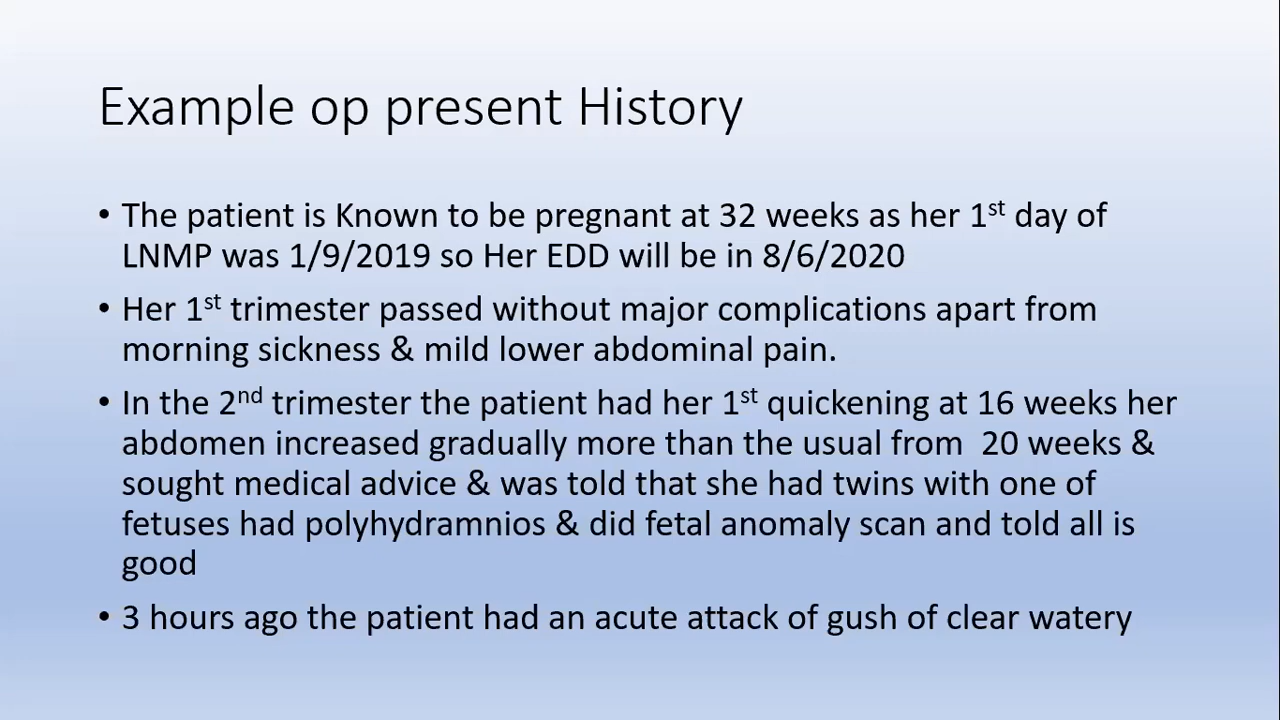 Example op present History
• The patient is Known to be pregnant at 32 weeks as her 1st day of
LNMP was 1/9/2019 so Her EDD will be in 8/6/2020
• Her 1st trimester passed without major complications apart from
morning sickness & mild lower abdominal pain.
• In the 2nd trimester the patient had her 1st quickening at 16 weeks her
abdomen increased gradually more than the usual from  20 weeks &
sought medical advice & was told that she had twins with one of
fetuses had polyhydramnios & did fetal anomaly scan and told all is
good
• 3 hours ago the patient had an acute attack of gush of clear watery